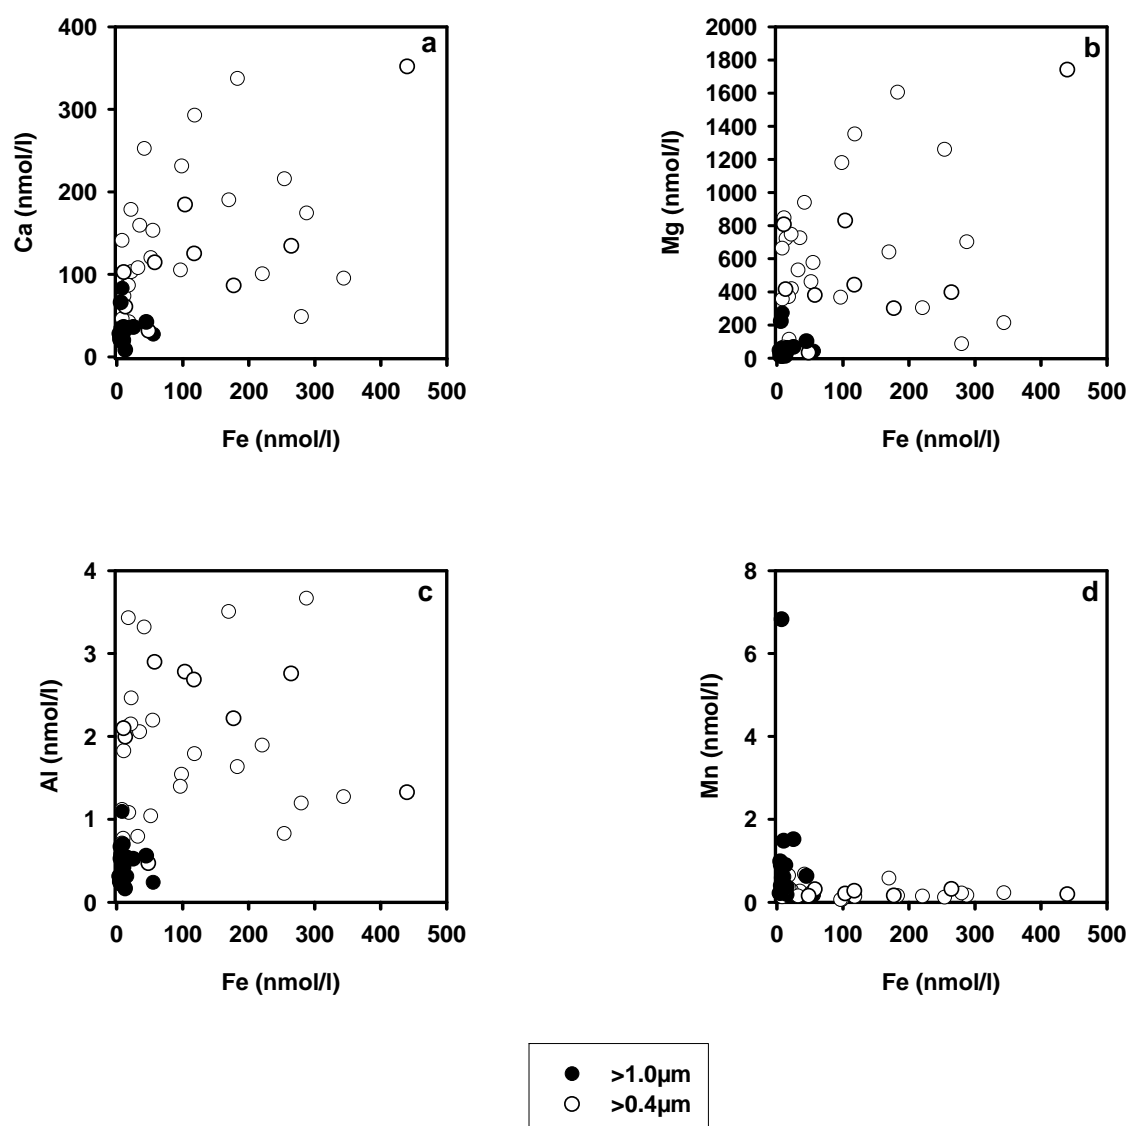 400
300
200
100
0
Ca (nmol/l)
a
0 100 200 300 400 500
Fe (nmol/l)
2000
1800
1600
1400
1200
1000
800
600
400
200
0
Mg (nmol/l)
b
0 100 200 300 400 500
Fe (nmol/l)
4
3
2
1
0
Al (nmol/l)
c
0 100 200 300 400 500
Fe (nmol/l)
8
6
4
2
0
Mn (nmol/l)
d
0 100 200 300 400 500
Fe (nmol/l)
>1.0µm
>0.4µm